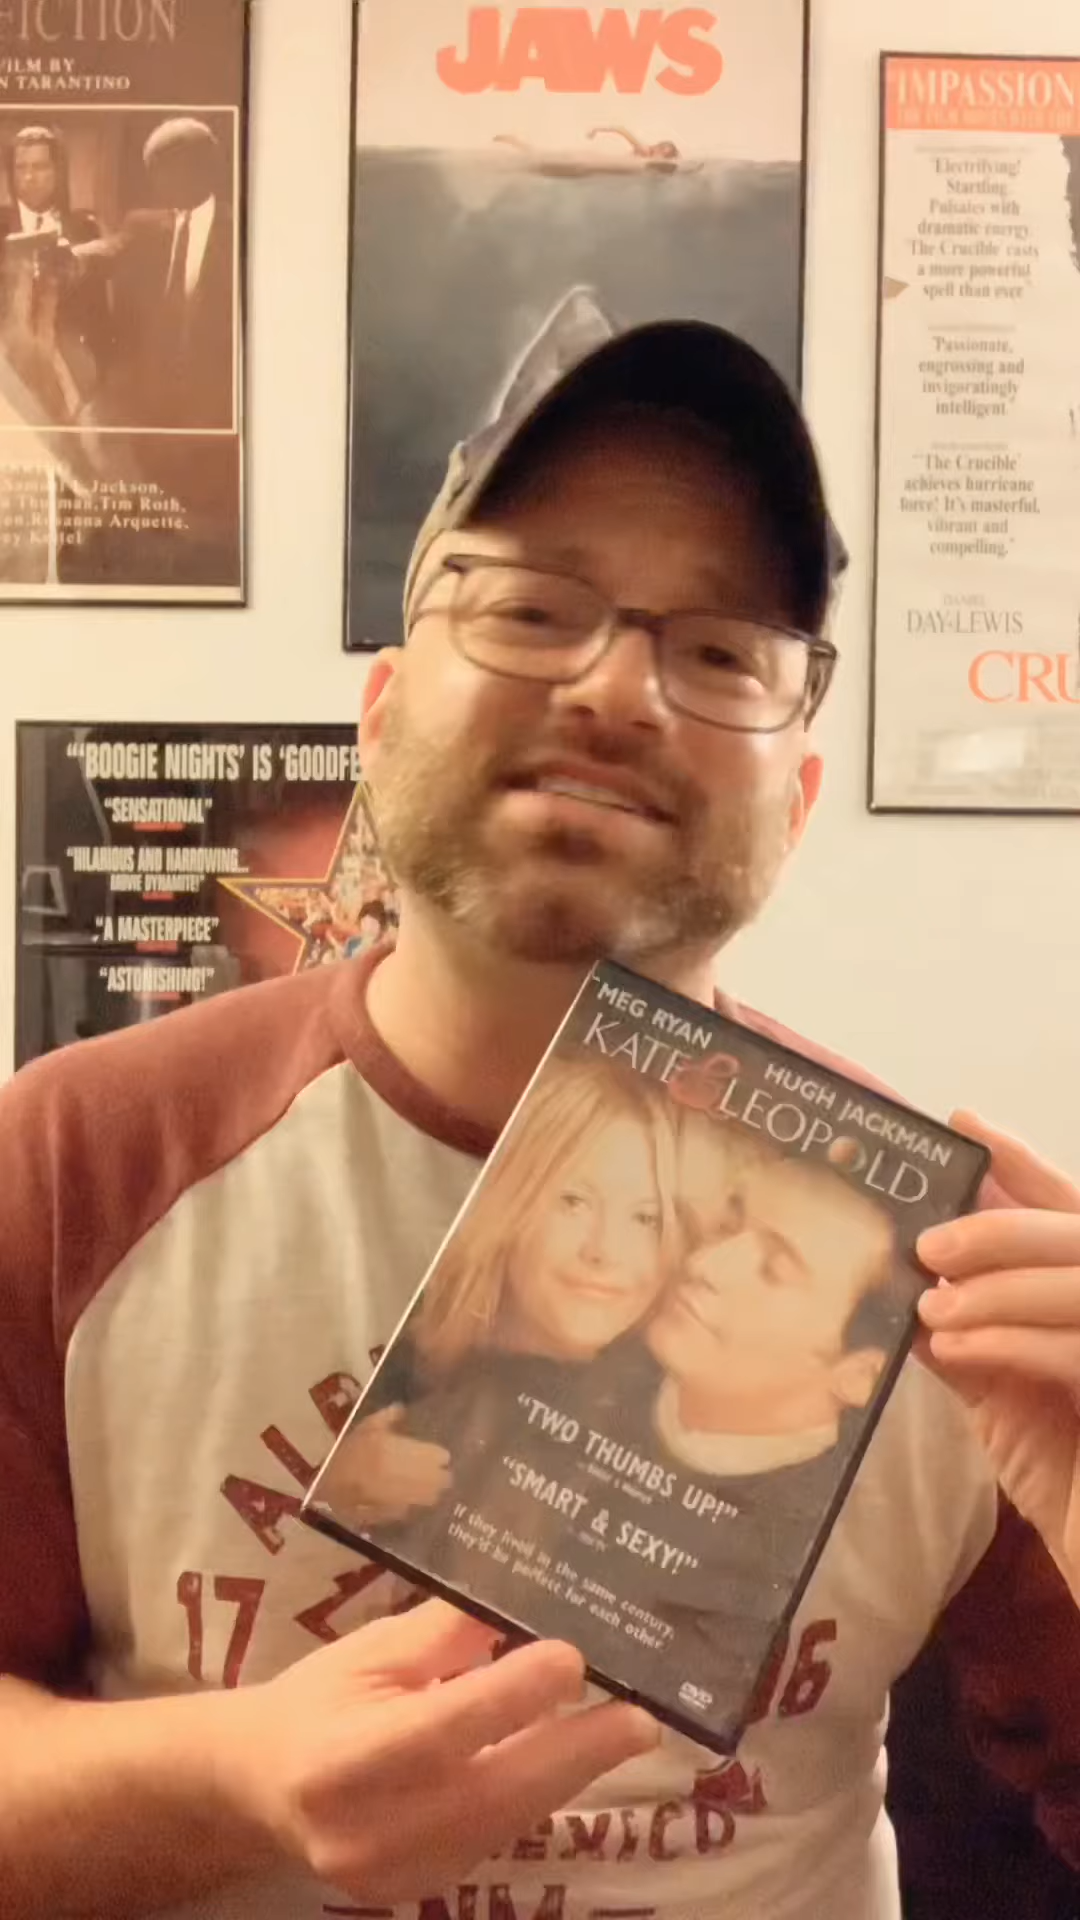 FICTION
FILM BY
N TARANTINO
Jackson,
man, Tim Roth,
Rosanna Arquette,
JAWS
IMPASSION
"Electrifying!
Startling.
Pulsates with
dramatic energy.
'The Crucible' casts
a more powerful
spell than ever"
"Passionate,
engrossing and
invigoratingly
intelligent."
"'The Crucible'
achieves hurricane
force! It's masterful,
vibrant and
compelling."
DANIEL
DAY-LEWIS
CRU
"'BOOGIE NIGHTS' IS 'GOODFE
"SENSATIONAL"
"HILARIOUS AND HARROWING...
MOVIE DYNAMITE!"
"A MASTERPIECE"
"ASTONISHING!"
MEG RYAN
HUGH JACKMAN
KATE & LEOPOLD
"TWO THUMBS UP!"
"SMART & SEXY!"
If they lived in the same century,
they'd be perfect for each other.
DVD
ALB
17
06
MEXICO
NM